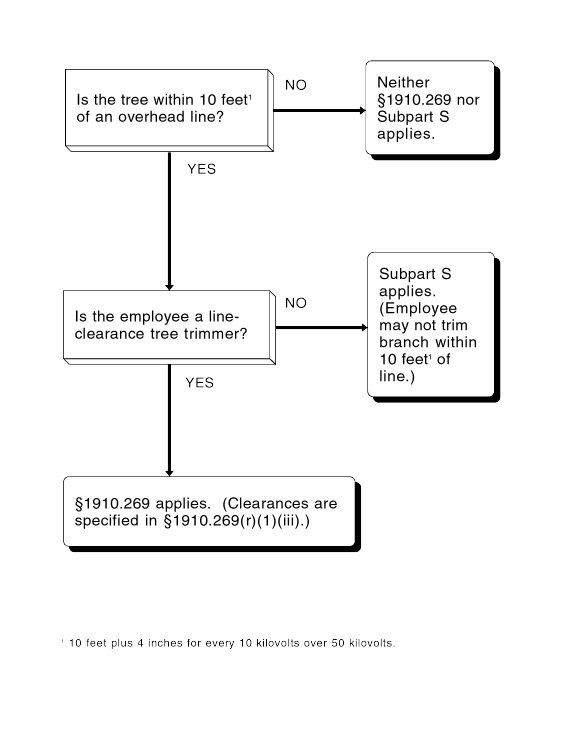 Is the tree within 10 feet¹
of an overhead line?
NO
Neither
§1910.269 nor
Subpart S
applies.
YES
Is the employee a line-
clearance tree trimmer?
NO
Subpart S
applies.
(Employee
may not trim
branch within
10 feet¹ of
line.)
YES
§1910.269 applies. (Clearances are
specified in §1910.269(r)(1)(iii).)
¹ 10 feet plus 4 inches for every 10 kilovolts over 50 kilovolts.